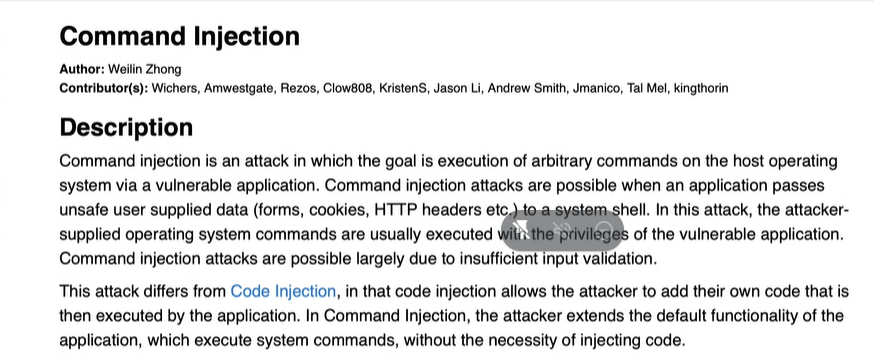 Command Injection
Author: Weilin Zhong
Contributor(s): Wichers, Amwestgate, Rezos, Clow808, KristenS, Jason Li, Andrew Smith, Jmanico, Tal Mel, kingthorin
Description
Command injection is an attack in which the goal is execution of arbitrary commands on the host operating
system via a vulnerable application. Command injection attacks are possible when an application passes
unsafe user supplied data (forms, cookies, HTTP headers etc.) to a system shell. In this attack, the attacker-
supplied operating system commands are usually executed with the privileges of the vulnerable application.
Command injection attacks are possible largely due to insufficient input validation.
This attack differs from Code Injection, in that code injection allows the attacker to add their own code that is
then executed by the application. In Command Injection, the attacker extends the default functionality of the
application, which execute system commands, without the necessity of injecting code.